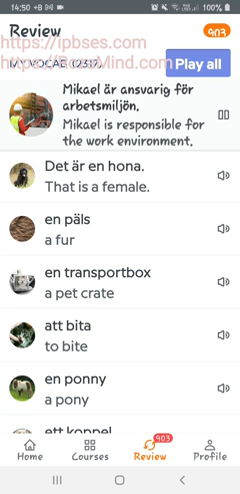 14:50 +B
100%
Review
903
https://ipbses.com
MY VOCAB (2319)
Play all
Mikael är ansvarig för
arbetsmiljön.
Mikael is responsible for
the work environment.
Det är en hona.
That is a female.
en päls
a fur
en transportbox
a pet crate
att bita
to bite
en ponny
a pony
ett koppel
Home
Courses
903
Review
Profile